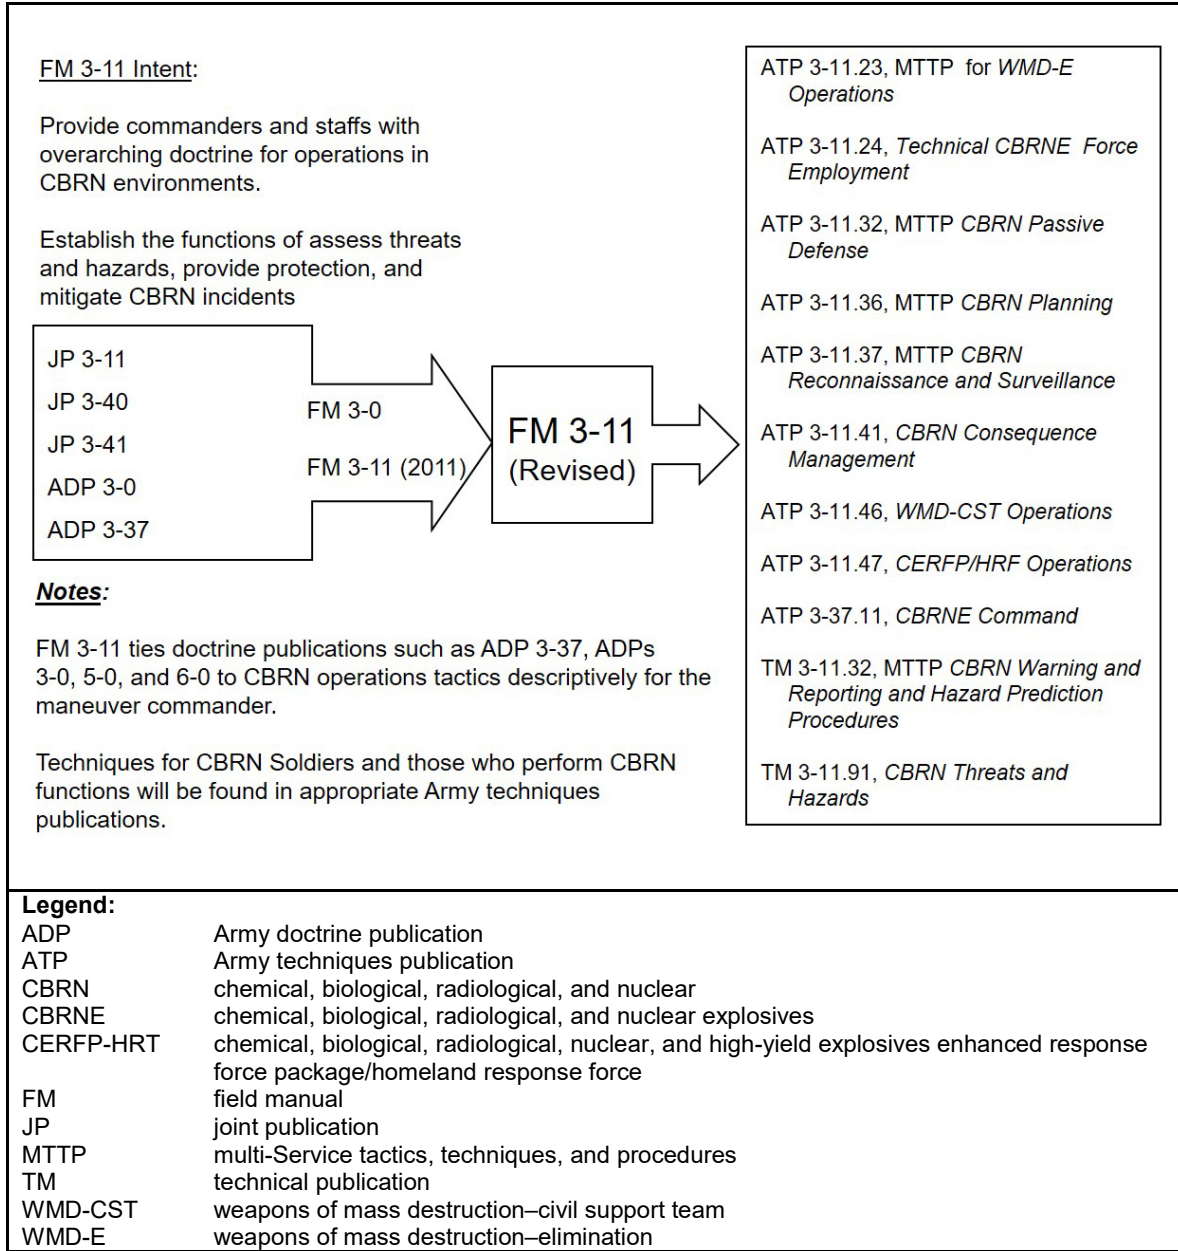 FM 3-11 Intent:
Provide commanders and staffs with
overarching doctrine for operations in
CBRN environments.
Establish the functions of assess threats
and hazards, provide protection, and
mitigate CBRN incidents
JP 3-11
JP 3-40
JP 3-41
ADP 3-0
ADP 3-37
FM 3-0
FM 3-11 (2011)
FM 3-11
(Revised)
ATP 3-11.23, MTTP for WMD-E
Operations
ATP 3-11.24, Technical CBRNE Force
Employment
ATP 3-11.32, MTTP CBRN Passive
Defense
ATP 3-11.36, MTTP CBRN Planning
ATP 3-11.37, MTTP CBRN
Reconnaissance and Surveillance
ATP 3-11.41, CBRN Consequence
Management
ATP 3-11.46, WMD-CST Operations
ATP 3-11.47, CERFP/HRF Operations
ATP 3-37.11, CBRNE Command
TM 3-11.32, MTTP CBRN Warning and
Reporting and Hazard Prediction
Procedures
TM 3-11.91, CBRN Threats and
Hazards
Notes:
FM 3-11 ties doctrine publications such as ADP 3-37, ADPs
3-0, 5-0, and 6-0 to CBRN operations tactics descriptively for the
maneuver commander.
Techniques for CBRN Soldiers and those who perform CBRN
functions will be found in appropriate Army techniques
publications.
Legend:
ADP Army doctrine publication
ATP Army techniques publication
CBRN chemical, biological, radiological, and nuclear
CBRNE chemical, biological, radiological, and nuclear explosives
CERFP-HRT chemical, biological, radiological, nuclear, and high-yield explosives enhanced response
force package/homeland response force
FM field manual
JP joint publication
MTTP multi-Service tactics, techniques, and procedures
TM technical publication
WMD-CST weapons of mass destruction–civil support team
WMD-E weapons of mass destruction–elimination